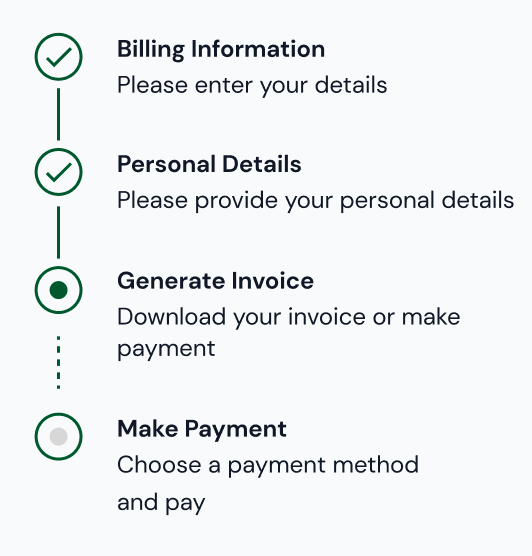 Billing Information
Please enter your details
Personal Details
Please provide your personal details
Generate Invoice
Download your invoice or make
payment
Make Payment
Choose a payment method
and pay